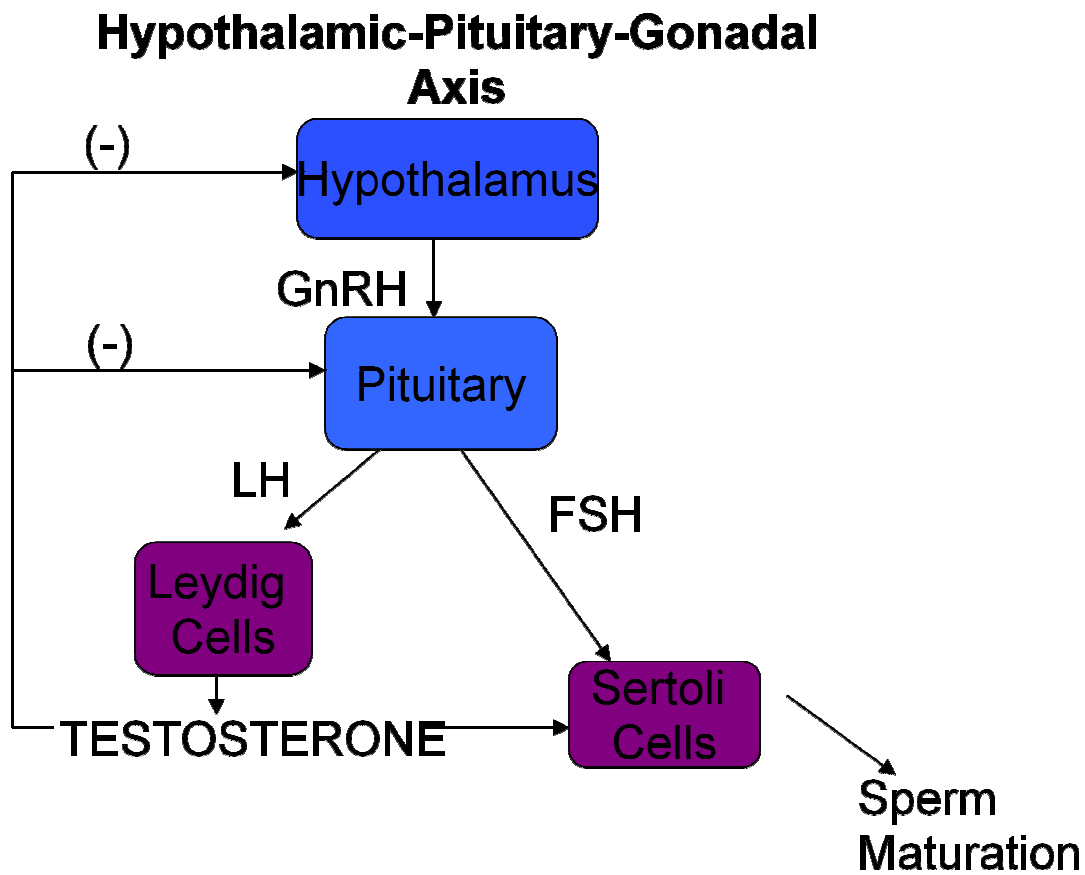 Hypothalamic-Pituitary-Gonadal
Axis
(-)
Hypothalamus
GnRH
(-)
Pituitary
LH
FSH
Leydig
Cells
Sertoli
Cells
TESTOSTERONE
Sperm
Maturation